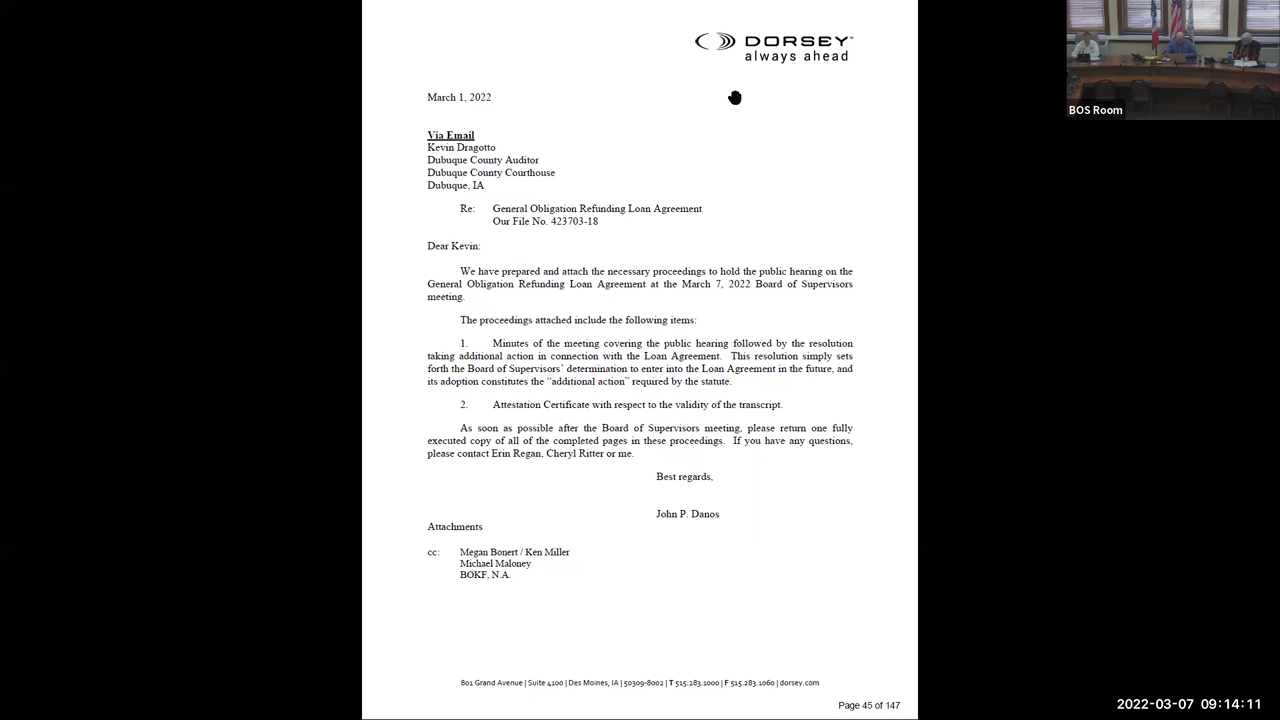 DORSEY™
always ahead
March 1, 2022
Via Email
Kevin Dragotto
Dubuque County Auditor
Dubuque County Courthouse
Dubuque, IA
Re: General Obligation Refunding Loan Agreement
Our File No. 423703-18
Dear Kevin:
We have prepared and attach the necessary proceedings to hold the public hearing on the
General Obligation Refunding Loan Agreement at the March 7, 2022 Board of Supervisors
meeting.
The proceedings attached include the following items:
1. Minutes of the meeting covering the public hearing followed by the resolution
taking additional action in connection with the Loan Agreement. This resolution simply sets
forth the Board of Supervisors’ determination to enter into the Loan Agreement in the future, and
its adoption constitutes the “additional action” required by the statute.
2. Attestation Certificate with respect to the validity of the transcript.
As soon as possible after the Board of Supervisors meeting, please return one fully
executed copy of all of the completed pages in these proceedings. If you have any questions,
please contact Erin Regan, Cheryl Ritter or me.
Best regards,
John P. Danos
Attachments
cc: Megan Bonert / Ken Miller
Michael Maloney
BOKF, N.A.
801 Grand Avenue | Suite 4100 | Des Moines, IA | 50309-8002 | T 515.283.1000 | F 515.283.1060 | dorsey.com
Page 45 of 147
BOS Room
2022-03-07 09:14:11